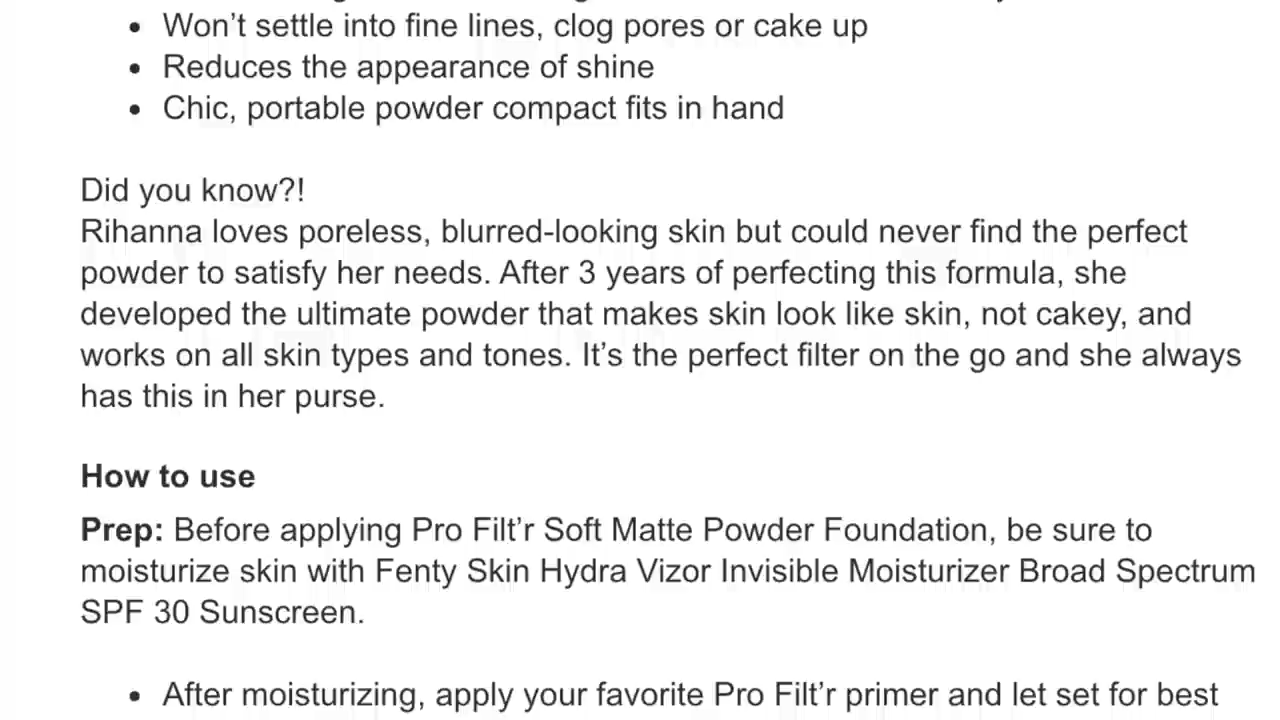 Won’t settle into fine lines, clog pores or cake up
Reduces the appearance of shine
Chic, portable powder compact fits in hand
Did you know?!
Rihanna loves poreless, blurred-looking skin but could never find the perfect
powder to satisfy her needs. After 3 years of perfecting this formula, she
developed the ultimate powder that makes skin look like skin, not cakey, and
works on all skin types and tones. It’s the perfect filter on the go and she always
has this in her purse.
How to use
Prep: Before applying Pro Filt’r Soft Matte Powder Foundation, be sure to
moisturize skin with Fenty Skin Hydra Vizor Invisible Moisturizer Broad Spectrum
SPF 30 Sunscreen.
After moisturizing, apply your favorite Pro Filt’r primer and let set for best